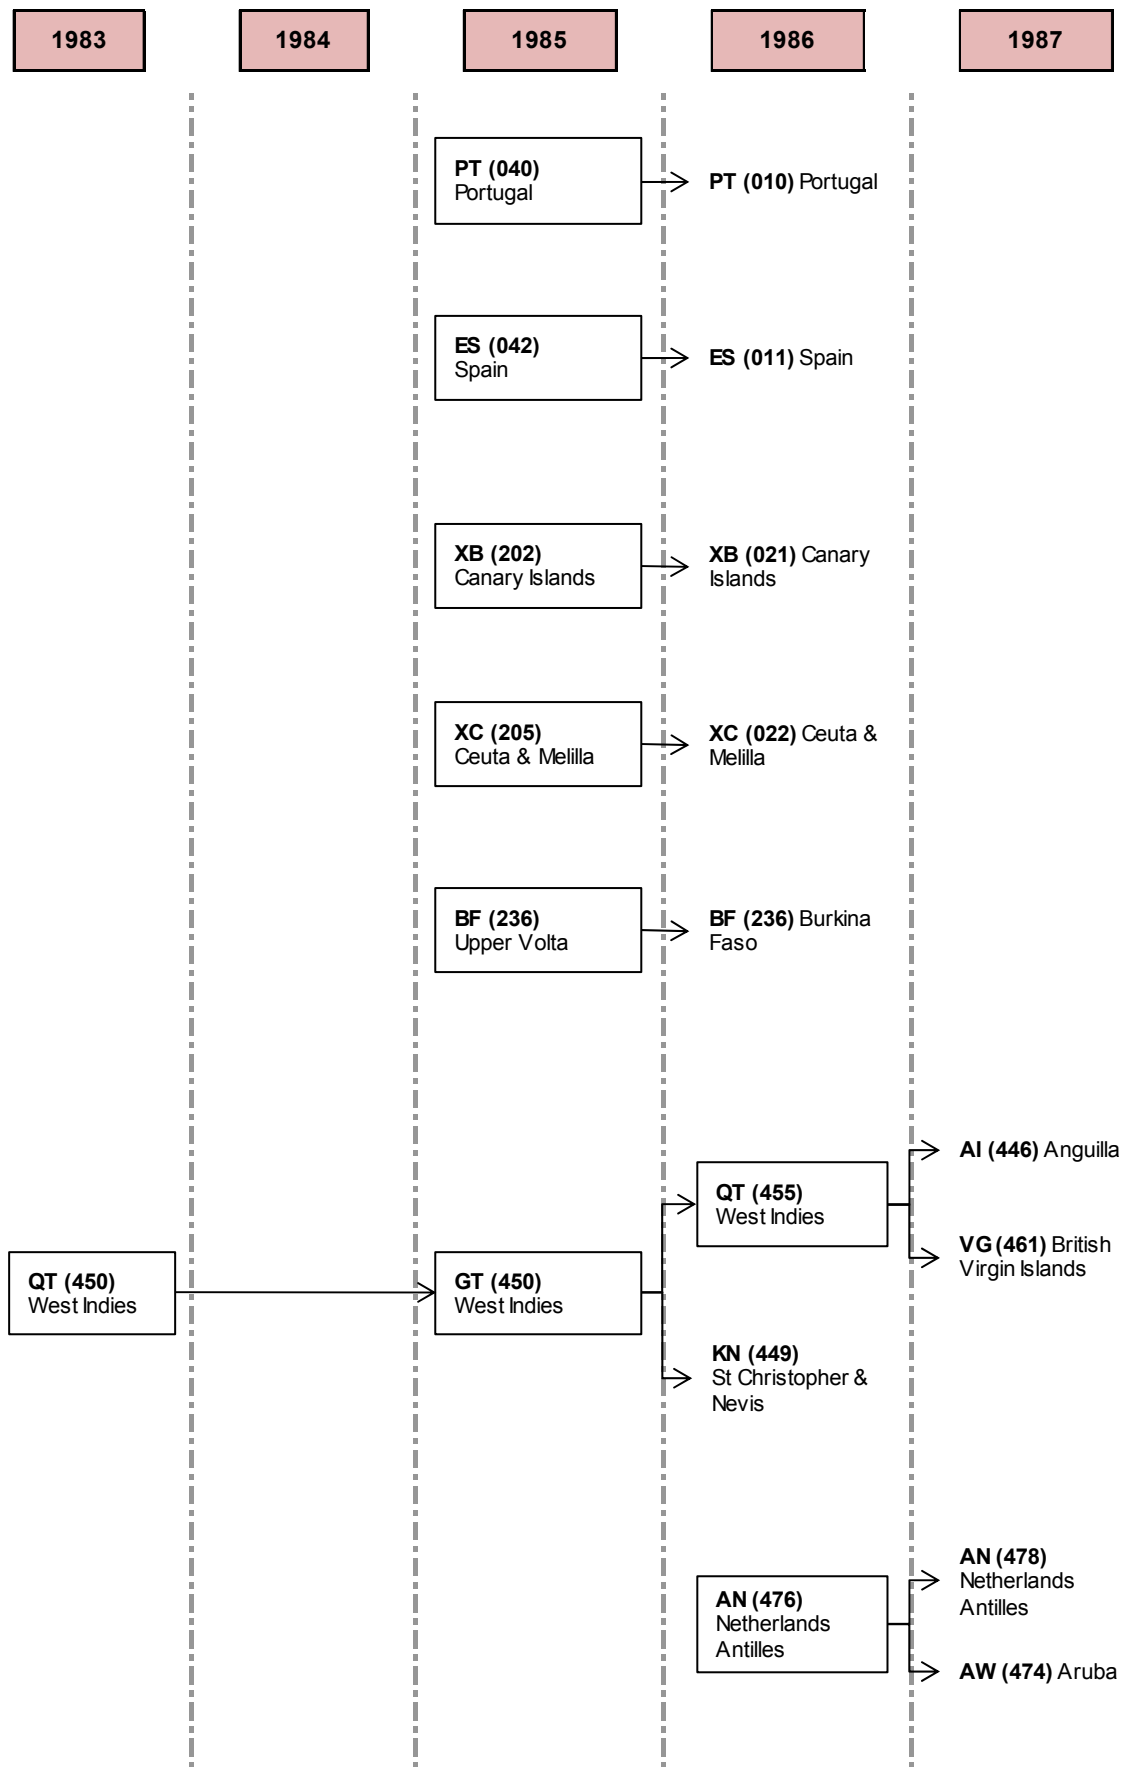 1983
1984
1985
1986
1987
PT (040)
Portugal
PT (010) Portugal
ES (042)
Spain
ES (011) Spain
XB (202)
Canary Islands
XB (021) Canary
Islands
XC (205)
Ceuta & Melilla
XC (022) Ceuta &
Melilla
BF (236)
Upper Volta
BF (236) Burkina
Faso
QT (450)
West Indies
GT (450)
West Indies
QT (455)
West Indies
AI (446) Anguilla
VG (461) British
Virgin Islands
KN (449)
St Christopher &
Nevis
AN (476)
Netherlands
Antilles
AN (478)
Netherlands
Antilles
AW (474) Aruba